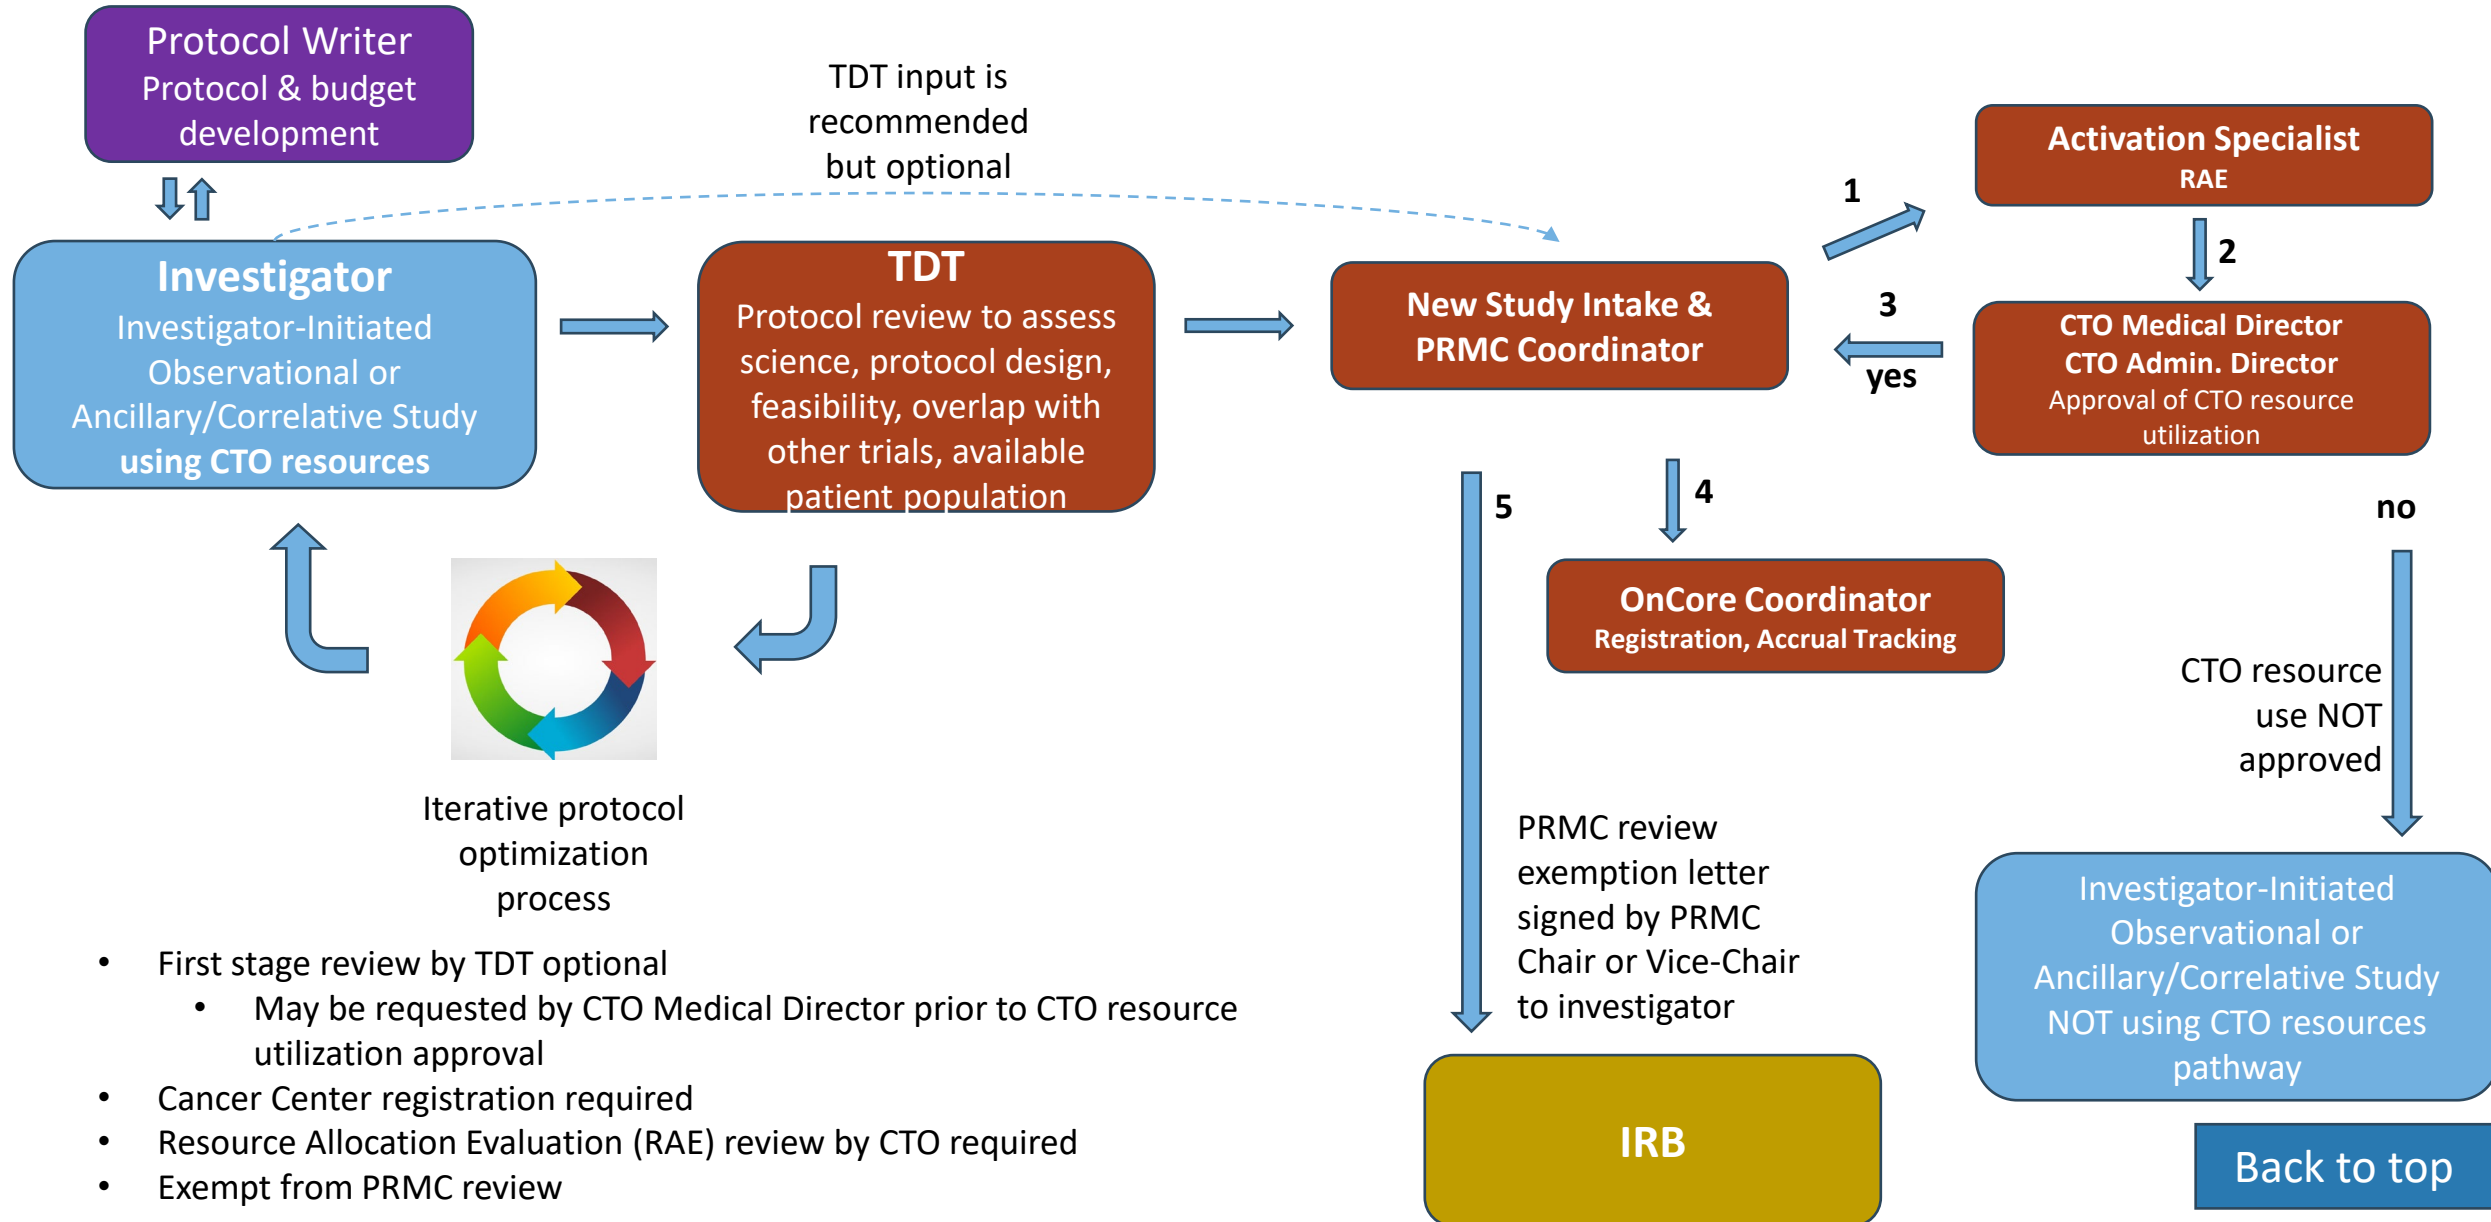 Protocol Writer
Protocol & budget
development
TDT input is
recommended
but optional
Investigator
Investigator-Initiated
Observational or
Ancillary/Correlative Study
using CTO resources
TDT
Protocol review to assess
science, protocol design,
feasibility, overlap with
other trials, available
patient population
New Study Intake &
PRMC Coordinator
1
Activation Specialist
RAE
2
3
yes
CTO Medical Director
CTO Admin. Director
Approval of CTO resource
utilization
4
5
no
OnCore Coordinator
Registration, Accrual Tracking
CTO resource
use NOT
approved
Iterative protocol
optimization
process
PRMC review
exemption letter
signed by PRMC
Chair or Vice-Chair
to investigator
Investigator-Initiated
Observational or
Ancillary/Correlative Study
NOT using CTO resources
pathway
• First stage review by TDT optional
• May be requested by CTO Medical Director prior to CTO resource
utilization approval
• Cancer Center registration required
• Resource Allocation Evaluation (RAE) review by CTO required
• Exempt from PRMC review
IRB
Back to top